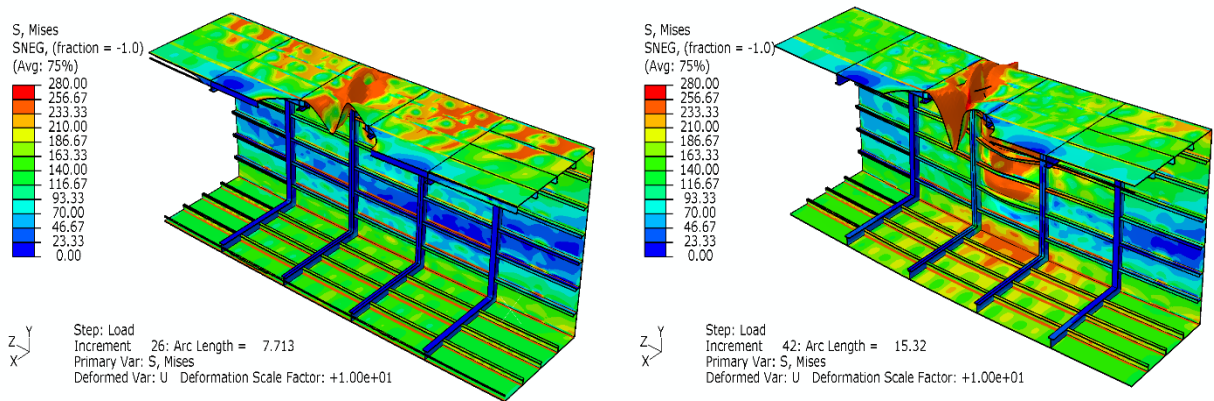 S, Mises
SNEG, (fraction = -1.0)
(Avg: 75%)
280.00
256.67
233.33
210.00
186.67
163.33
140.00
116.67
93.33
70.00
46.67
23.33
0.00
Y
Z
X
Step: Load
Increment 26: Arc Length = 7.713
Primary Var: S, Mises
Deformed Var: U Deformation Scale Factor: +1.00e+01
S, Mises
SNEG, (fraction = -1.0)
(Avg: 75%)
280.00
256.67
233.33
210.00
186.67
163.33
140.00
116.67
93.33
70.00
46.67
23.33
0.00
Y
Z
X
Step: Load
Increment 42: Arc Length = 15.32
Primary Var: S, Mises
Deformed Var: U Deformation Scale Factor: +1.00e+01